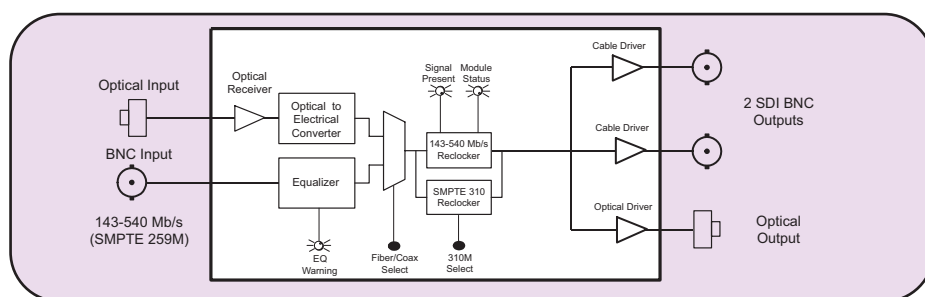 Optical Input
BNC Input
143-540 Mb/s
(SMPTE 259M)
Optical
Receiver
Optical to
Electrical
Converter
Equalizer
EQ
Warning
Fiber/Coax
Select
Signal
Present
Module
Status
143-540 Mb/s
Reclocker
SMPTE 310
Reclocker
310M
Select
Cable Driver
Cable Driver
Optical Driver
2 SDI BNC
Outputs
Optical
Output